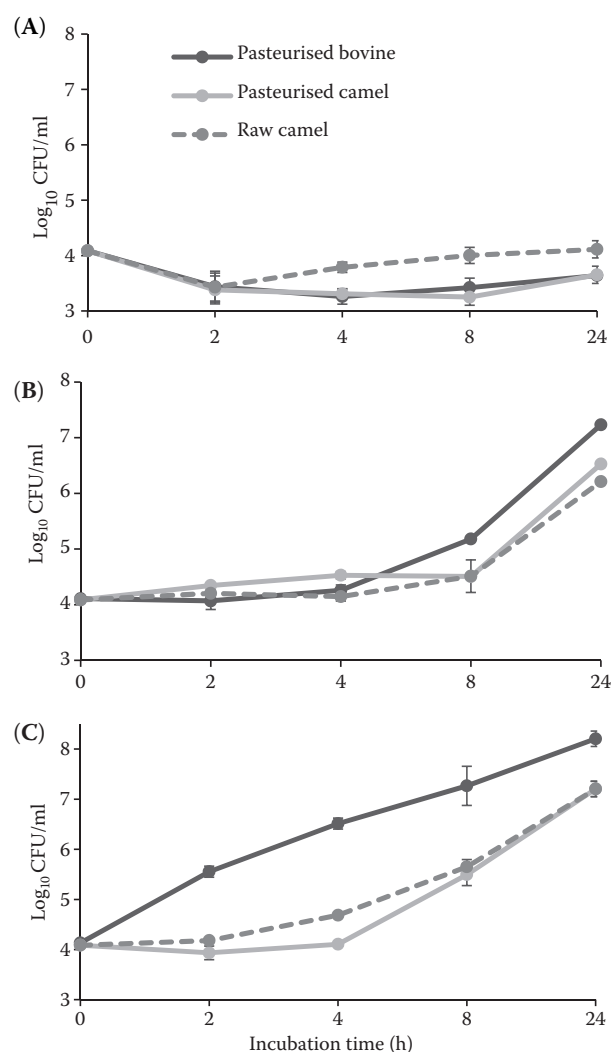 (A)
8
7
6
5
4
3
Log10 CFU/ml
Pasteurised bovine
Pasteurised camel
Raw camel
0 2 4 8 24
(B)
8
7
6
5
4
3
Log10 CFU/ml
0 2 4 8 24
(C)
8
7
6
5
4
3
Log10 CFU/ml
0 2 4 8 24
Incubation time (h)